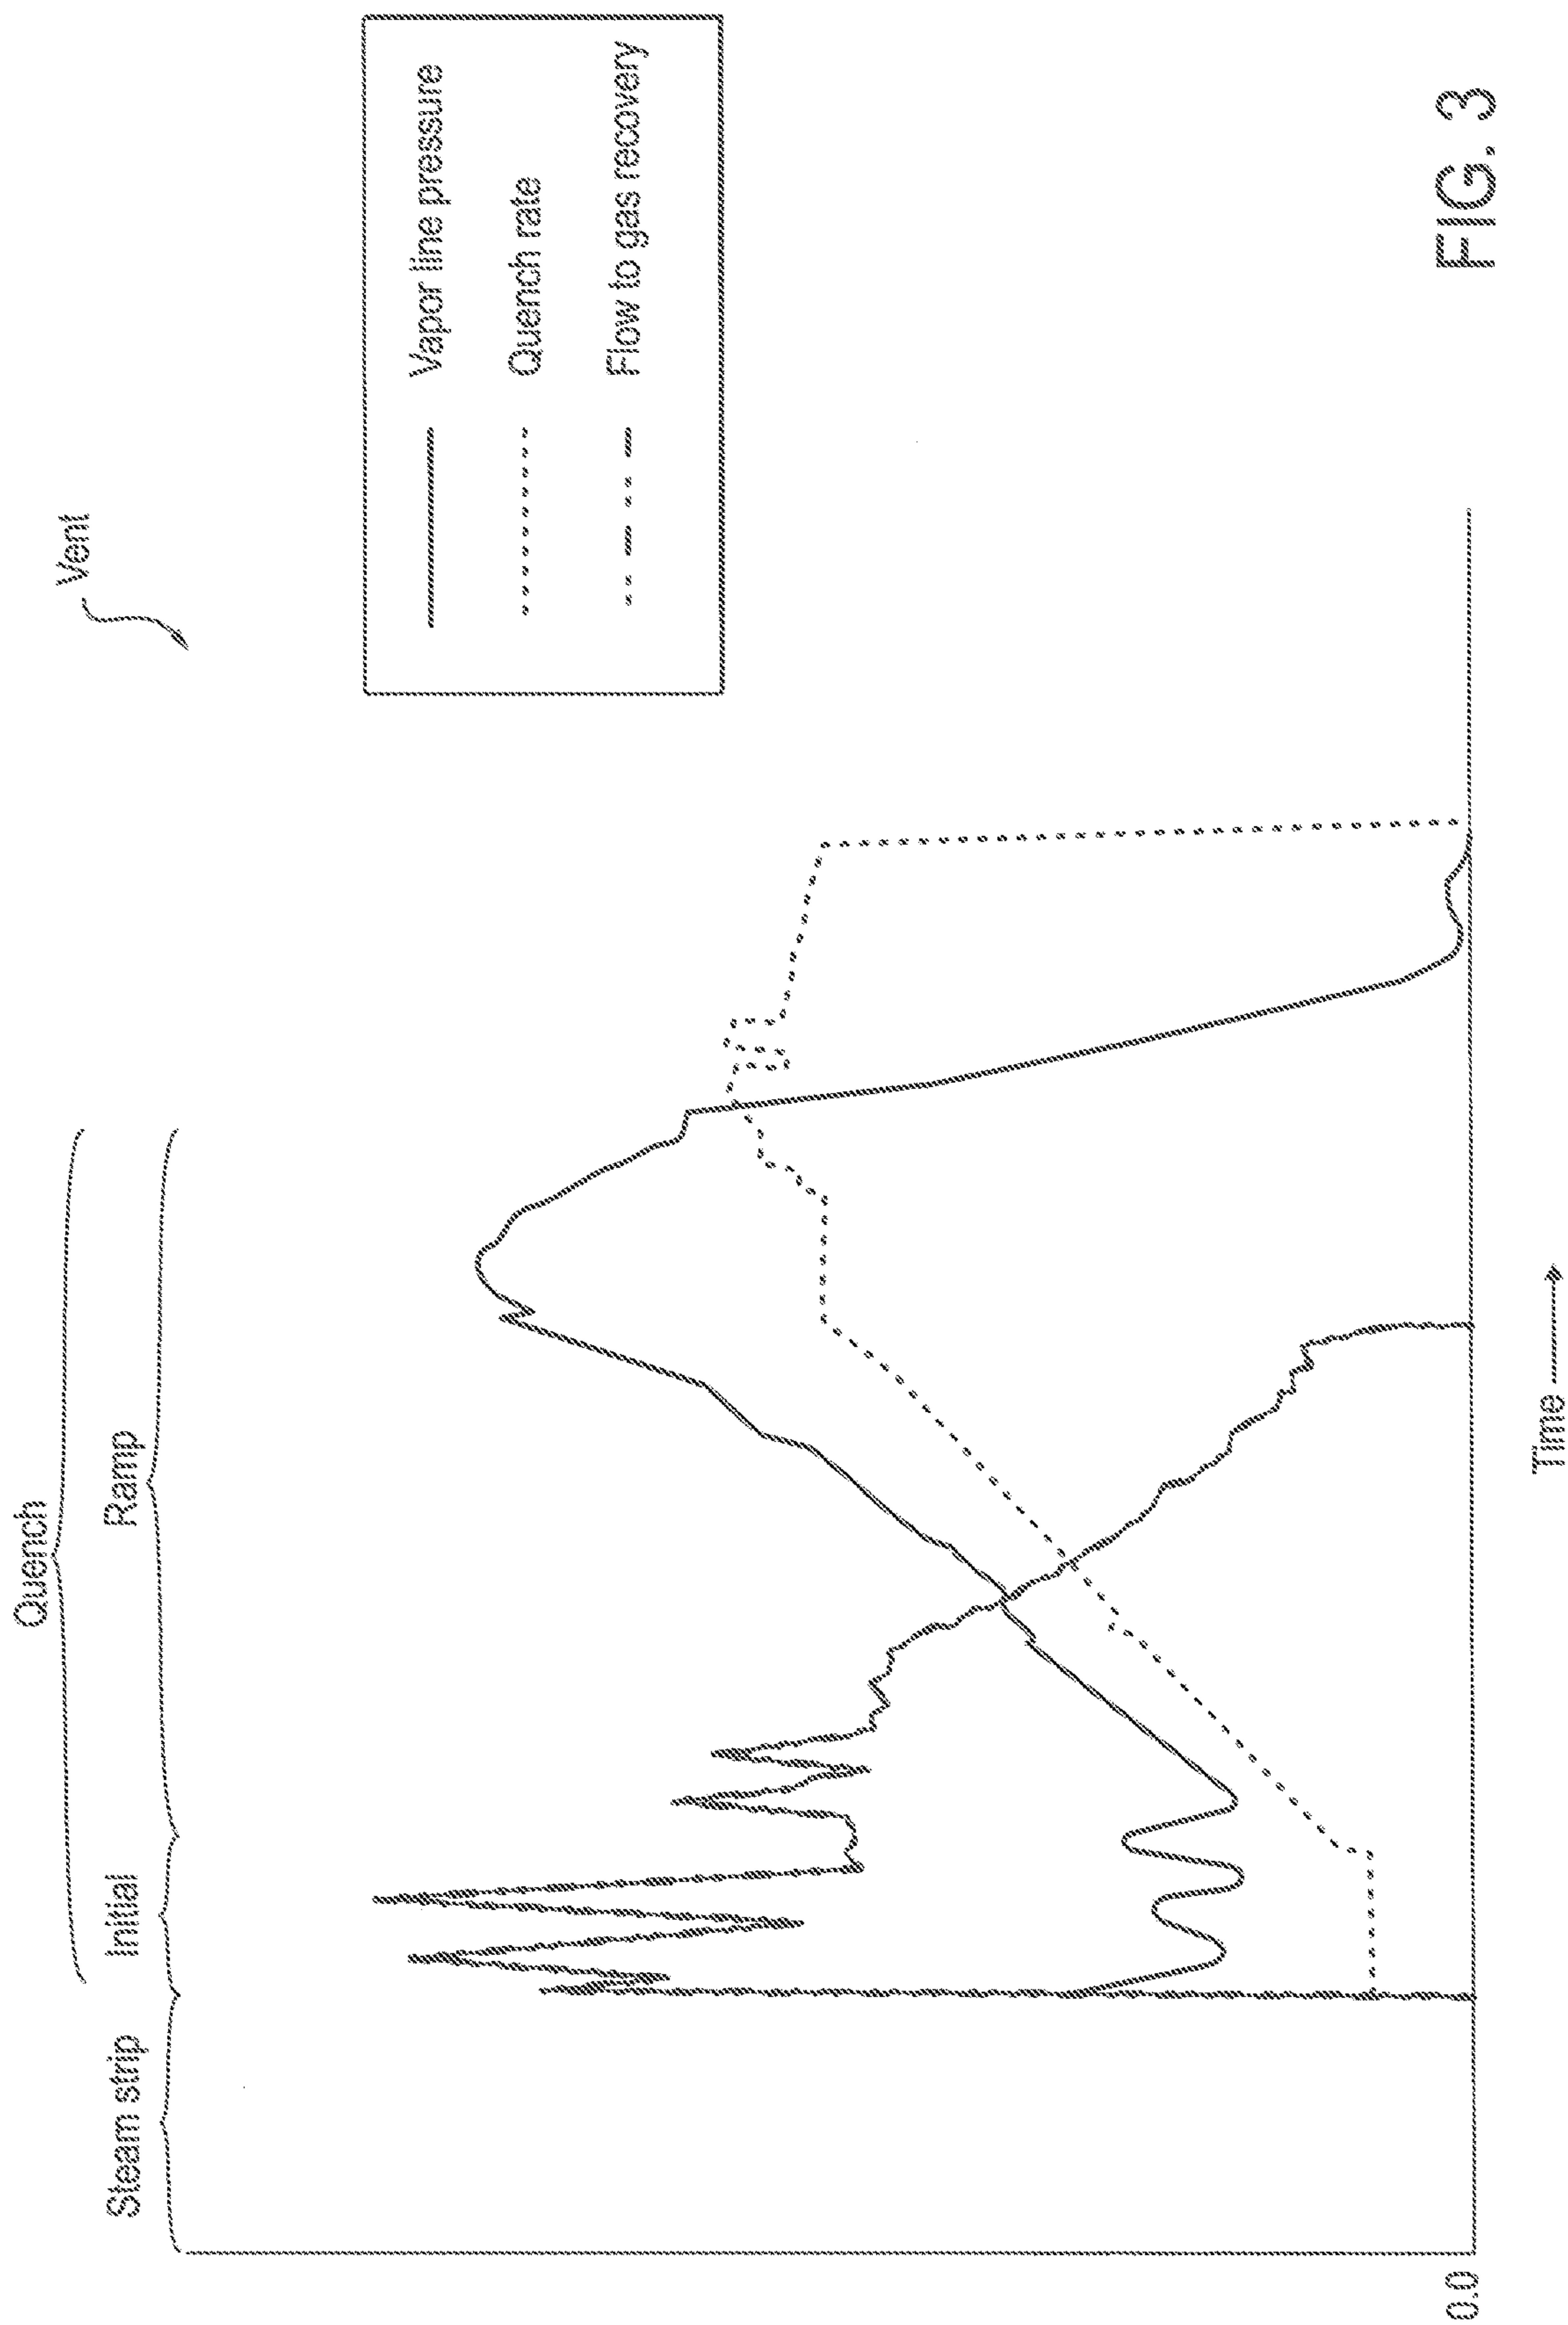 Quench
Vent
Steam strip
Initial
Ramp
Vapor line pressure
Quench rate
Flow to gas recovery
0.0
Time
FIG. 3